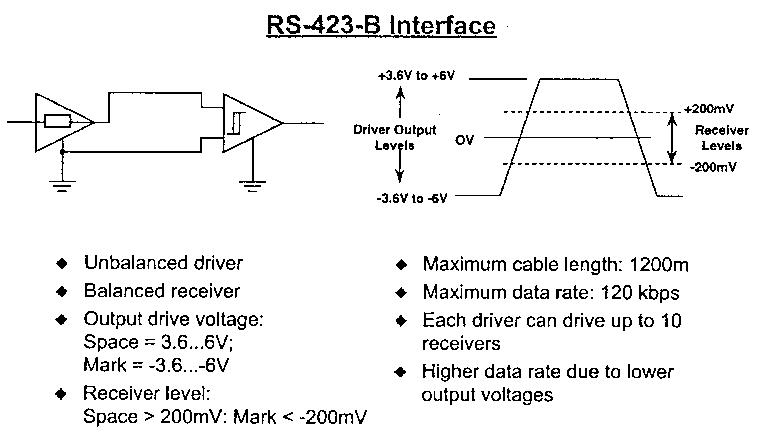 RS-423-B Interface
+3.6V to +6V
Driver Output
Levels
-3.6V to -6V
OV
+200mV
Receiver
Levels
-200mV
◆ Unbalanced driver
◆ Balanced receiver
◆ Output drive voltage:
Space = 3.6...6V;
Mark = -3.6...-6V
◆ Receiver level:
Space > 200mV: Mark < -200mV
◆ Maximum cable length: 1200m
◆ Maximum data rate: 120 kbps
◆ Each driver can drive up to 10
receivers
◆ Higher data rate due to lower
output voltages